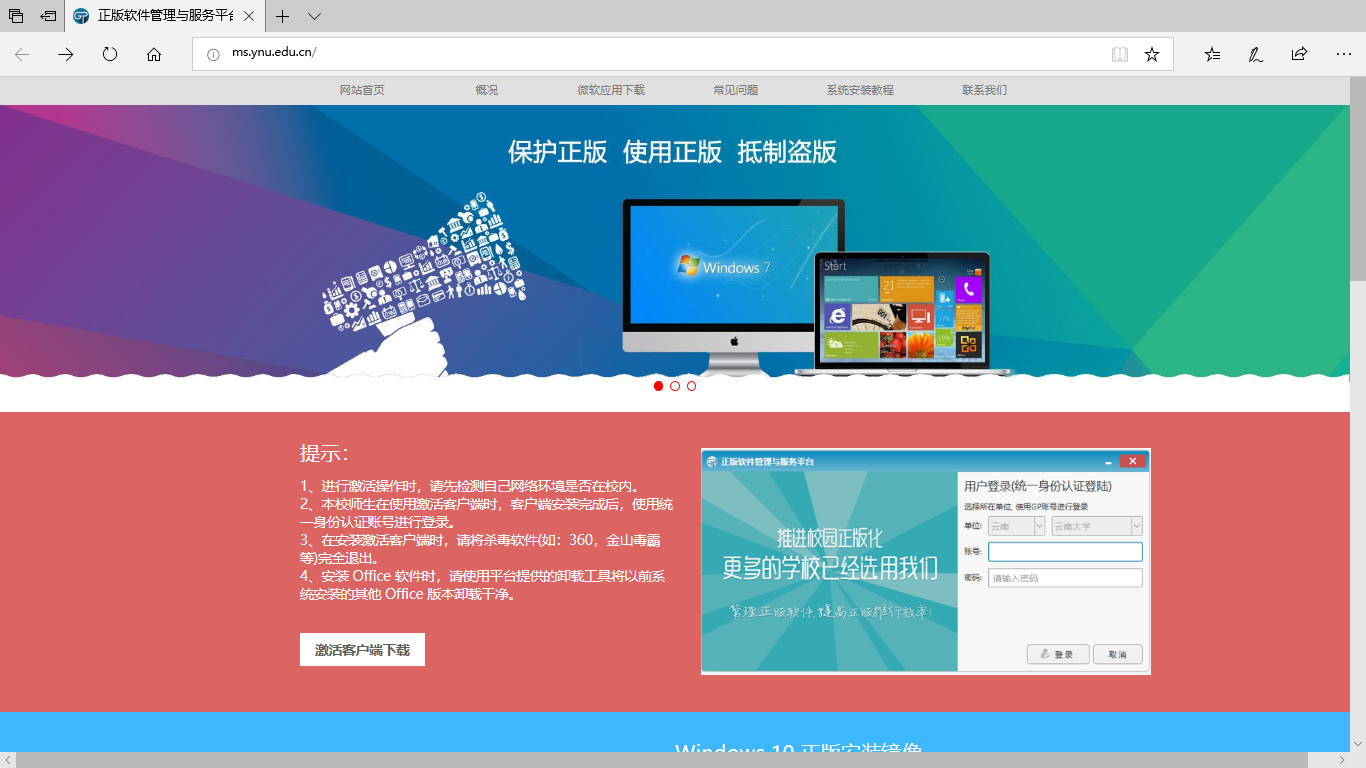 正版软件管理与服务平台
ms.ynu.edu.cn/
网站首页 概况 微软应用下载 常见问题 系统安装教程 联系我们
保护正版 使用正版 抵制盗版
Windows 7
Start
提示：
1、进行激活操作时，请先检测自己网络环境是否在校内。
2、本校师生在使用激活客户端时，客户端安装完成后，使用统
一身份认证账号进行登录。
3、在安装激活客户端时，请将杀毒软件(如：360，金山毒霸
等)完全退出。
4、安装 Office 软件时，请使用平台提供的卸载工具将以前系
统安装的其他 Office 版本卸载干净。
激活客户端下载
正版软件管理与服务平台
推进校园正版化
更多的学校已经选用我们
管理正版软件,提高正版推行效率!
用户登录(统一身份认证登陆)
选择所在单位, 使用GP账号进行登录
单位: 云南 云南大学
账号:
密码: 请输入密码
登录 取消
Windows 10 正版安装镜像